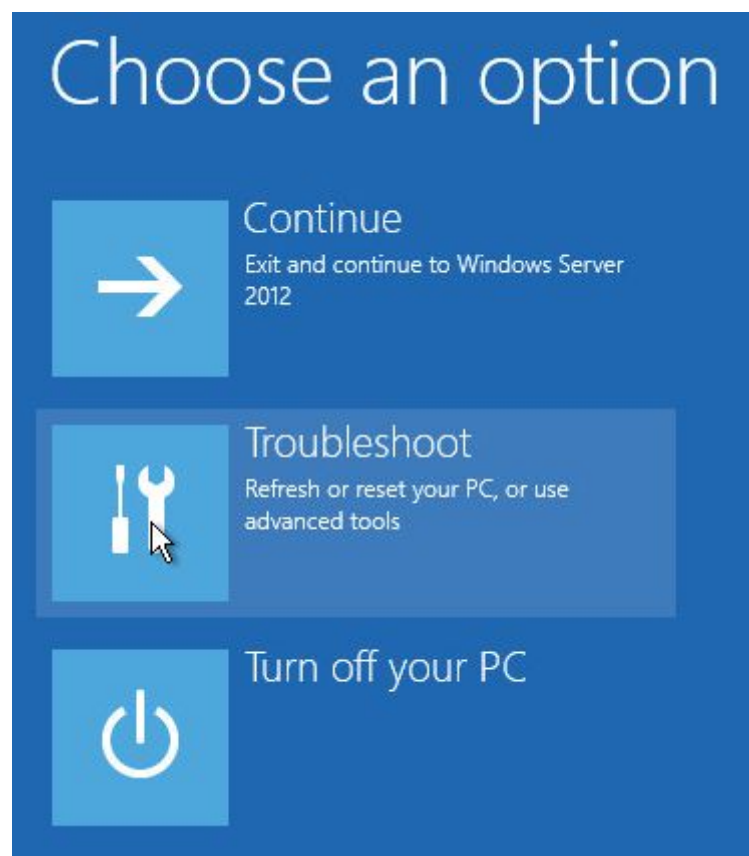 Choose an option
Continue
Exit and continue to Windows Server
2012
Troubleshoot
Refresh or reset your PC, or use
advanced tools
Turn off your PC